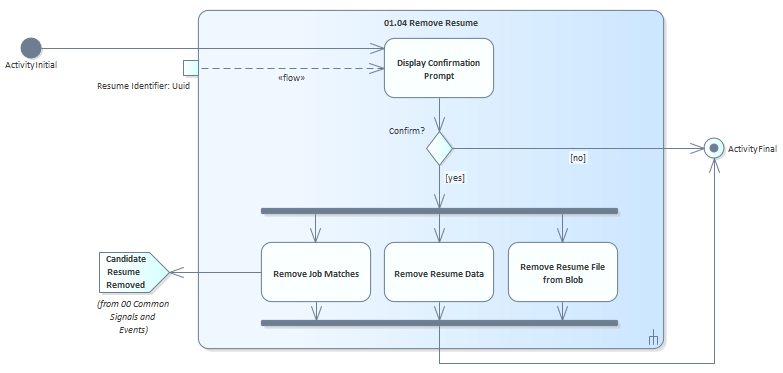 01.04 Remove Resume
ActivityInitial
Display Confirmation
Prompt
Resume Identifier: Uuid
«flow»
Confirm?
[no]
ActivityFinal
[yes]
Candidate
Resume
Removed
Remove Job Matches
Remove Resume Data
Remove Resume File
from Blob
(from 00 Common
Signals and
Events)